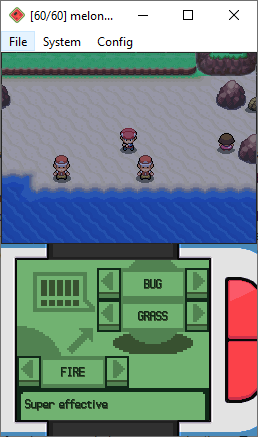 [60/60] melon...
File System Config
BUG
GRASS
FIRE
Super effective